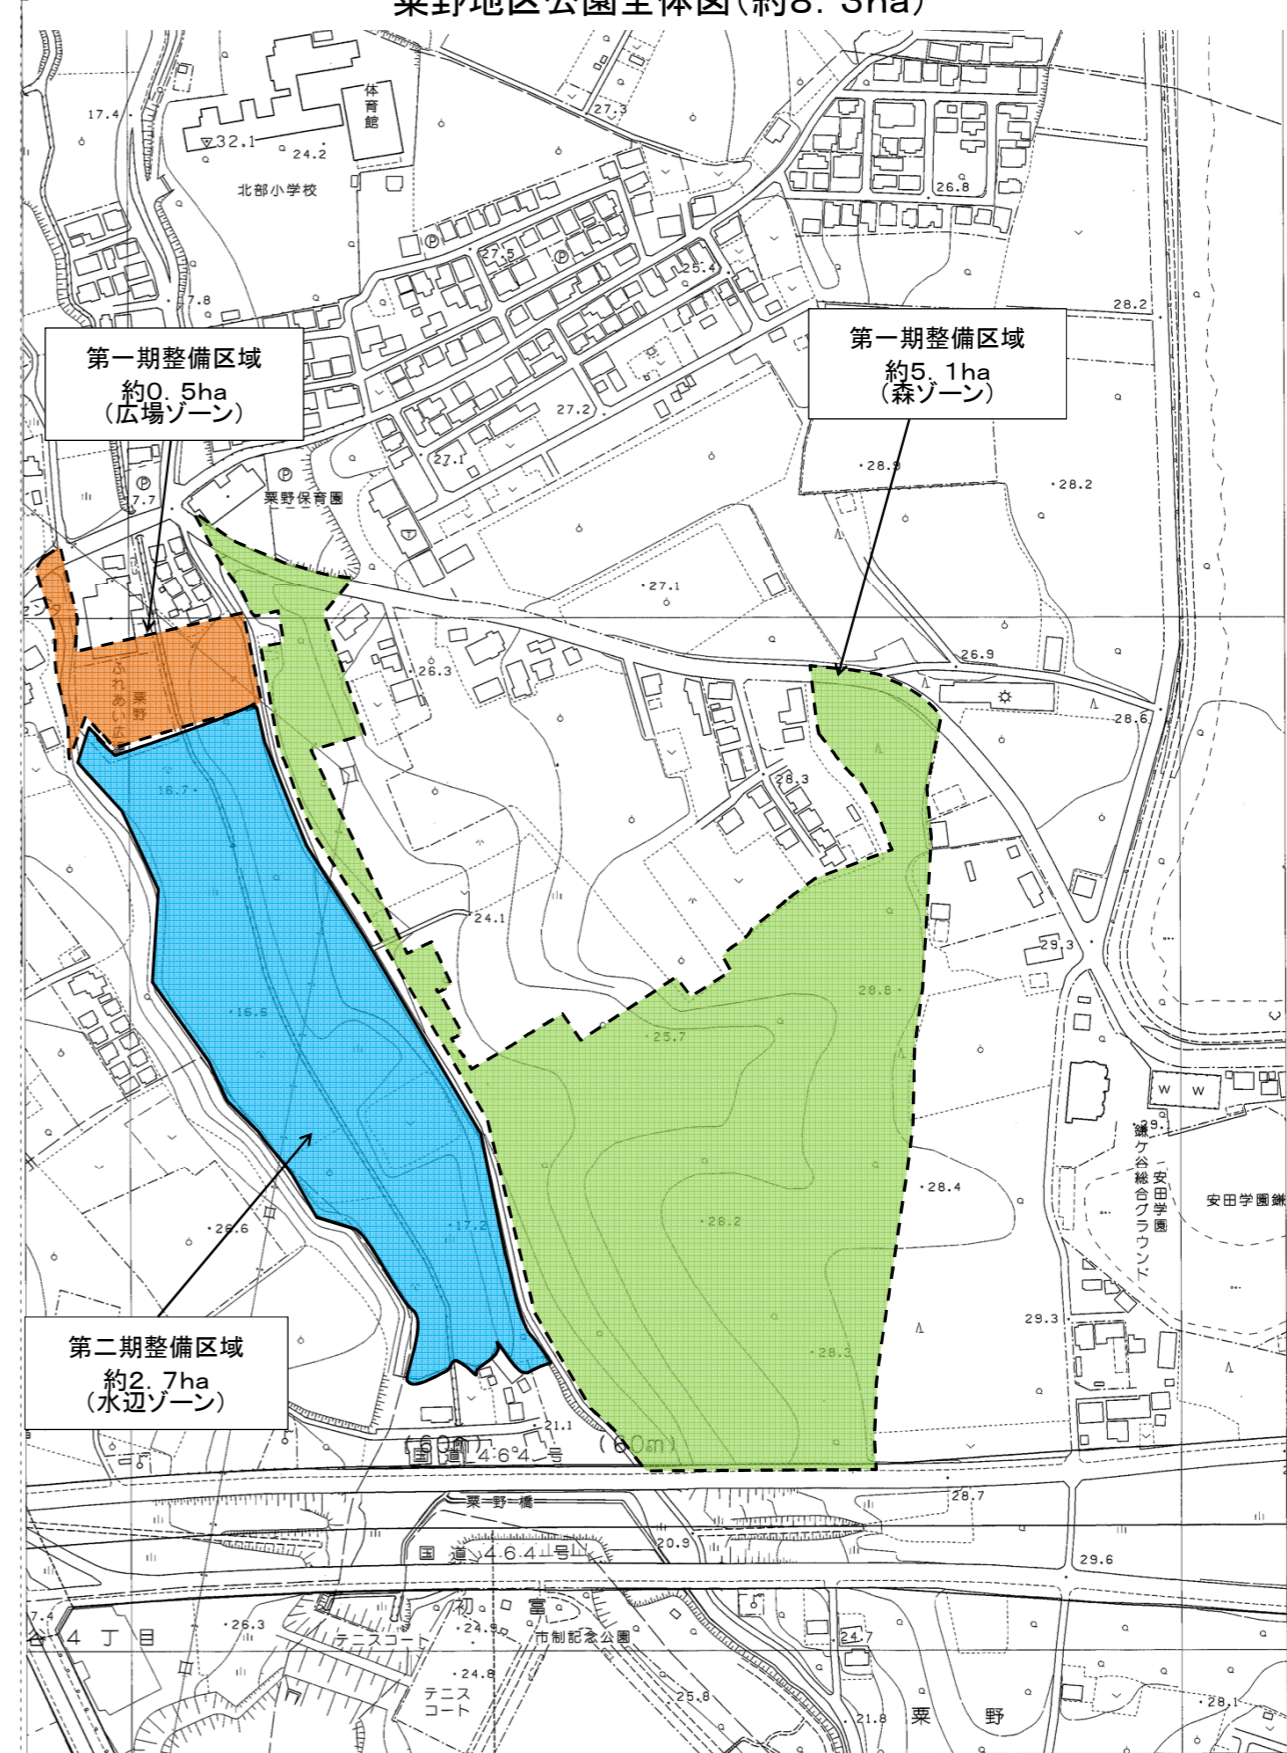 粟野地区公園全体図(約8.3ha)
体育館
17.4
32.1
24.2
北部小学校
27.3
26.8
27.5
25.4
28.2
7.8
第一期整備区域
約0.5ha
(広場ゾーン)
第一期整備区域
約5.1ha
(森ゾーン)
27.2
27.1
28.9
28.2
7.7
粟野保育園
27.1
26.3
26.9
28.6
粟野
ふれあい広
28.3
16.7
24.1
29.3
28.8
16.6
25.7
W W
29.
鎌ケ谷総合グラウンド
安田学園
安田学園鎌
28.4
28.2
17.2
26.6
29.3
28.3
第二期整備区域
約2.7ha
(水辺ゾーン)
21.1
(60m)
(60m)
国道464号
粟野橋
28.7
20.9
国道464号
29.6
7.4
谷4丁目
26.3
初富
テニスコート
24.9
市制記念公園
24.7
24.8
テニス
コート
25.8
21.8
粟野
28.1